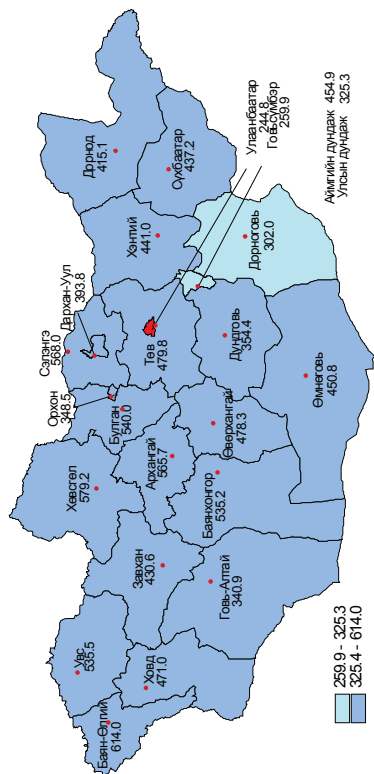 Увс
535.5
Баян-Өлгий
614.0
Ховд
471.0
Завхан
430.6
Говь-Алтай
340.9
Хөвсгөл
579.2
Архангай
565.7
Баянхонгор
535.2
Орхон
348.5
Булган
540.0
Өвөрхангай
478.3
Сэлэнгэ
568.0
Дархан-Уул
393.8
Төв
479.8
Дундговь
354.4
Өмнөговь
450.8
Хэнтий
441.0
Дорнод
415.1
Сүхбаатар
437.2
Дорноговь
302.0
Улаанбаатар
244.8
Говьсүмбэр
259.9
Аймгийн дундаж 454.9
Улсын дундаж 325.3
259.9 - 325.3
325.4 - 614.0